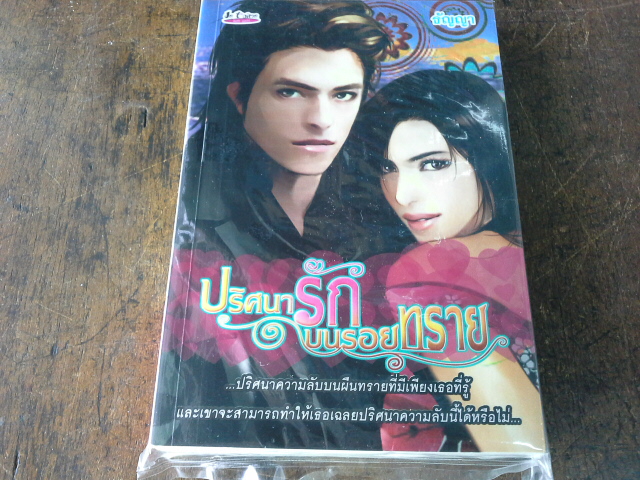 ชัญญา
ปริศนารัก
บนรอยทราย
...ปริศนาความลับบนผืนทรายที่มีเพียงเธอที่รู้
และเขาจะสามารถทำให้เธอเฉลยปริศนาความลับนี้ได้หรือไม่...